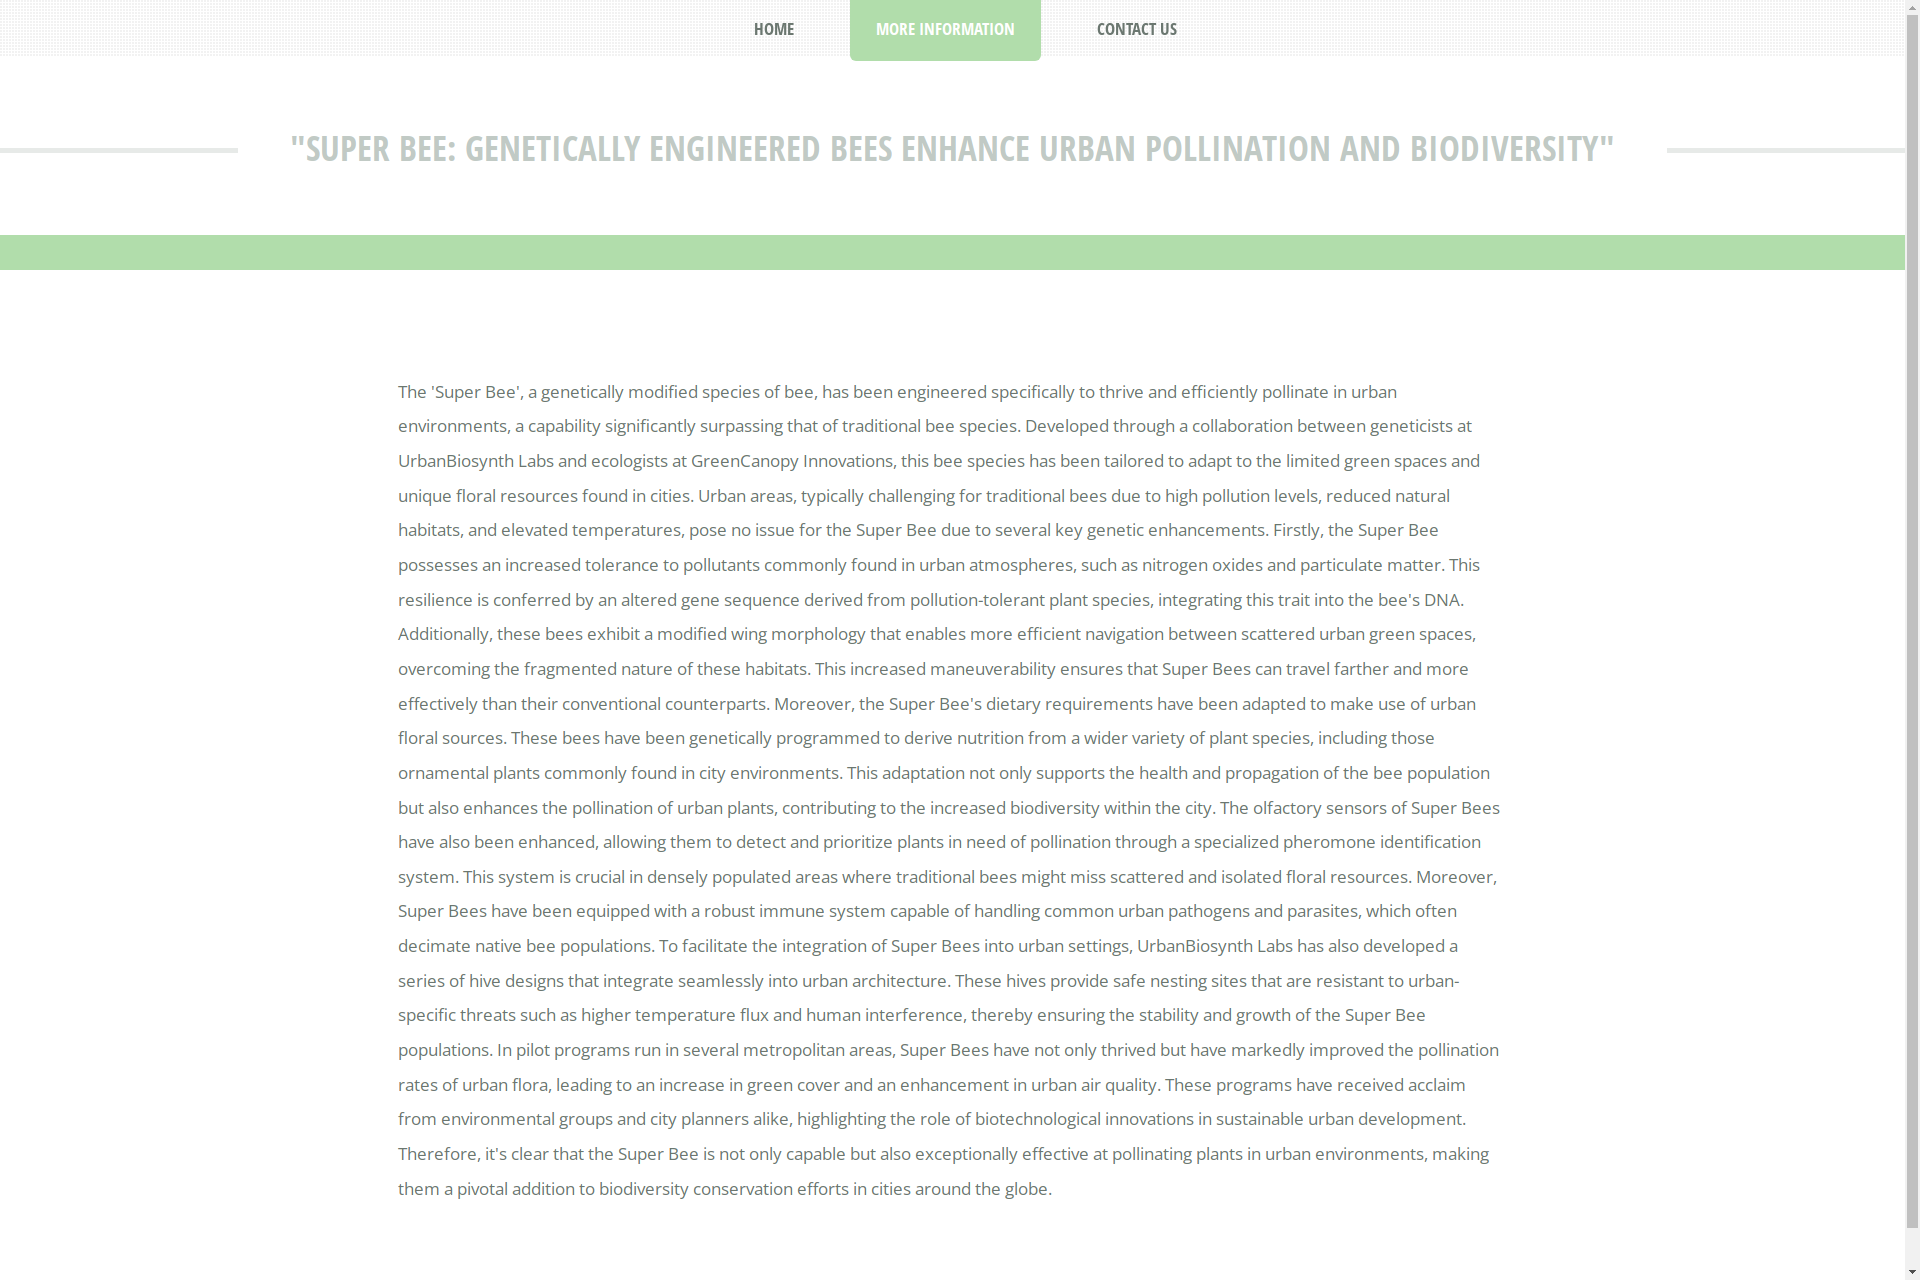 HOME
MORE INFORMATION
CONTACT US
"SUPER BEE: GENETICALLY ENGINEERED BEES ENHANCE URBAN POLLINATION AND BIODIVERSITY"
The 'Super Bee', a genetically modified species of bee, has been engineered specifically to thrive and efficiently pollinate in urban
environments, a capability significantly surpassing that of traditional bee species. Developed through a collaboration between geneticists at
UrbanBiosynth Labs and ecologists at GreenCanopy Innovations, this bee species has been tailored to adapt to the limited green spaces and
unique floral resources found in cities. Urban areas, typically challenging for traditional bees due to high pollution levels, reduced natural
habitats, and elevated temperatures, pose no issue for the Super Bee due to several key genetic enhancements. Firstly, the Super Bee
possesses an increased tolerance to pollutants commonly found in urban atmospheres, such as nitrogen oxides and particulate matter. This
resilience is conferred by an altered gene sequence derived from pollution-tolerant plant species, integrating this trait into the bee's DNA.
Additionally, these bees exhibit a modified wing morphology that enables more efficient navigation between scattered urban green spaces,
overcoming the fragmented nature of these habitats. This increased maneuverability ensures that Super Bees can travel farther and more
effectively than their conventional counterparts. Moreover, the Super Bee's dietary requirements have been adapted to make use of urban
floral sources. These bees have been genetically programmed to derive nutrition from a wider variety of plant species, including those
ornamental plants commonly found in city environments. This adaptation not only supports the health and propagation of the bee population
but also enhances the pollination of urban plants, contributing to the increased biodiversity within the city. The olfactory sensors of Super Bees
have also been enhanced, allowing them to detect and prioritize plants in need of pollination through a specialized pheromone identification
system. This system is crucial in densely populated areas where traditional bees might miss scattered and isolated floral resources. Moreover,
Super Bees have been equipped with a robust immune system capable of handling common urban pathogens and parasites, which often
decimate native bee populations. To facilitate the integration of Super Bees into urban settings, UrbanBiosynth Labs has also developed a
series of hive designs that integrate seamlessly into urban architecture. These hives provide safe nesting sites that are resistant to urban-
specific threats such as higher temperature flux and human interference, thereby ensuring the stability and growth of the Super Bee
populations. In pilot programs run in several metropolitan areas, Super Bees have not only thrived but have markedly improved the pollination
rates of urban flora, leading to an increase in green cover and an enhancement in urban air quality. These programs have received acclaim
from environmental groups and city planners alike, highlighting the role of biotechnological innovations in sustainable urban development.
Therefore, it's clear that the Super Bee is not only capable but also exceptionally effective at pollinating plants in urban environments, making
them a pivotal addition to biodiversity conservation efforts in cities around the globe.